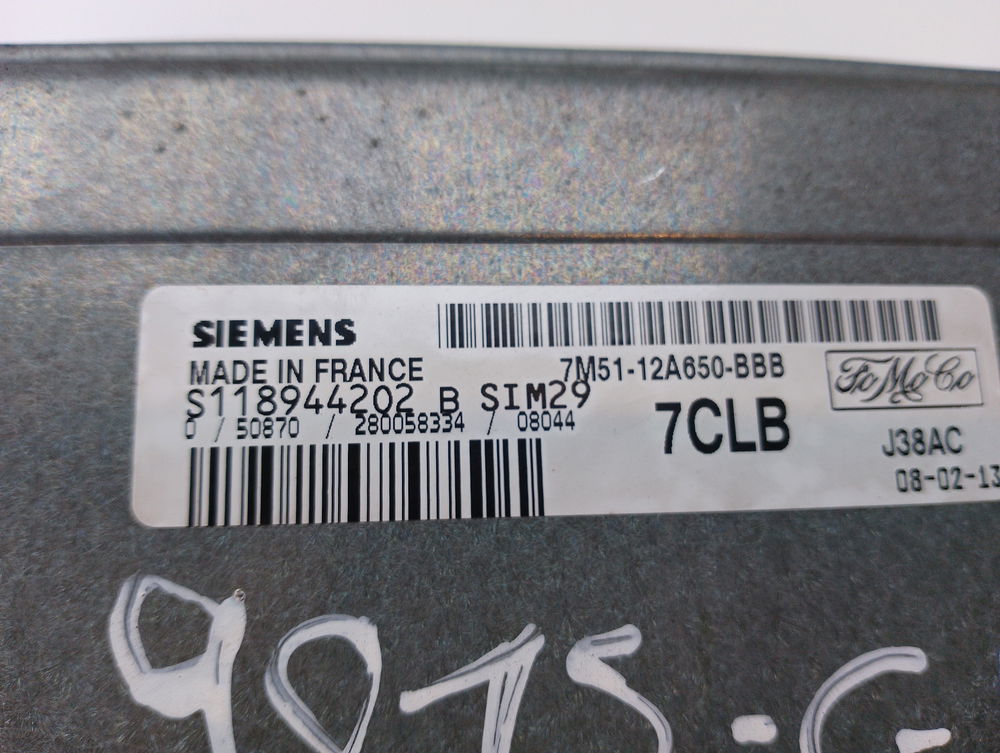 SIEMENS
MADE IN FRANCE
7M51-12A650-BBB
FoMoCo
S118944202 B SIM29
0 / 50870 / 280058334 / 08044
7CLB
J38AC
08-02-13
9015-G